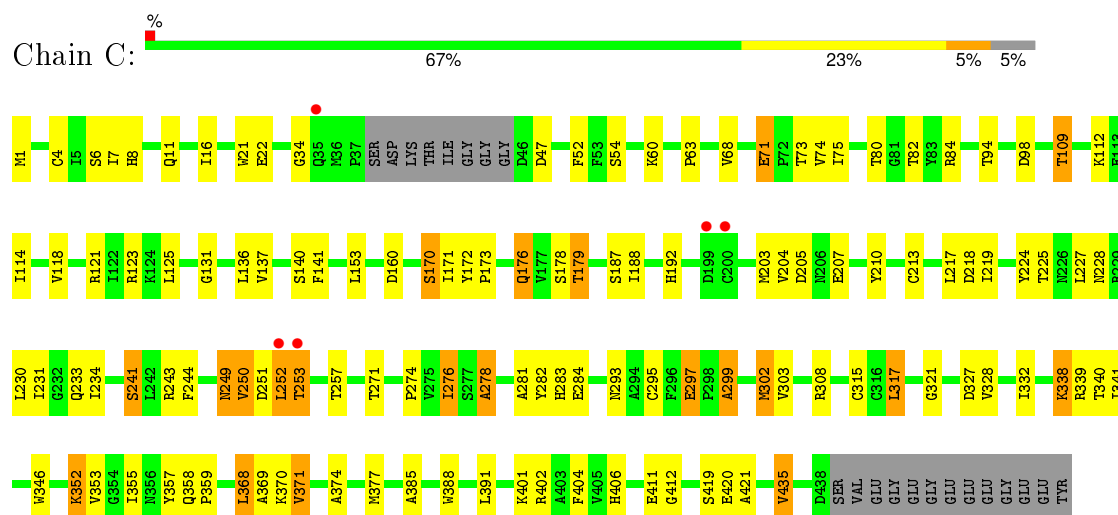 %
Chain C:
67% 23% 5% 5%
M1 C4 I5 S6 I7 H8 Q11 I16 W21 E22 G34 Q35 M36 P37 SER ASP LYS THR ILE GLY GLY GLY D46 D47 F52 F53 S54 K60 P63 V68 E71 P72 T73 V74 I75 T80 G81 T82 Y83 R84 T94 D98 T109 K112 E113
I114 V118 R121 I122 R123 K124 L125 G131 L136 V137 S140 F141 L153 D160 S170 I171 Y172 P173 Q176 V177 S178 T179 S187 I188 H192 D199 C200 M203 V204 D205 N206 E207 Y210 C213 L217 D218 I219 Y224 T225 N226 L227 N228 R229
L230 I231 G232 Q233 I234 S241 L242 R243 F244 N249 V250 D251 L252 T253 T257 T271 P274 V275 I276 S277 A278 A281 Y282 H283 E284 N293 A294 C295 F296 E297 P298 A299 M302 V303 R308 C315 C316 L317 G321 D327 V328 I332 K338 R339 T340 I341
W346 K352 V353 G354 I355 N356 Y357 Q358 P359 L368 A369 K370 V371 A374 M377 A385 W388 L391 K401 R402 A403 F404 V405 H406 E411 G412 S419 E420 A421 V435 D438 SER VAL GLU GLY GLU GLY GLU GLU GLU GLY GLU GLU TYR